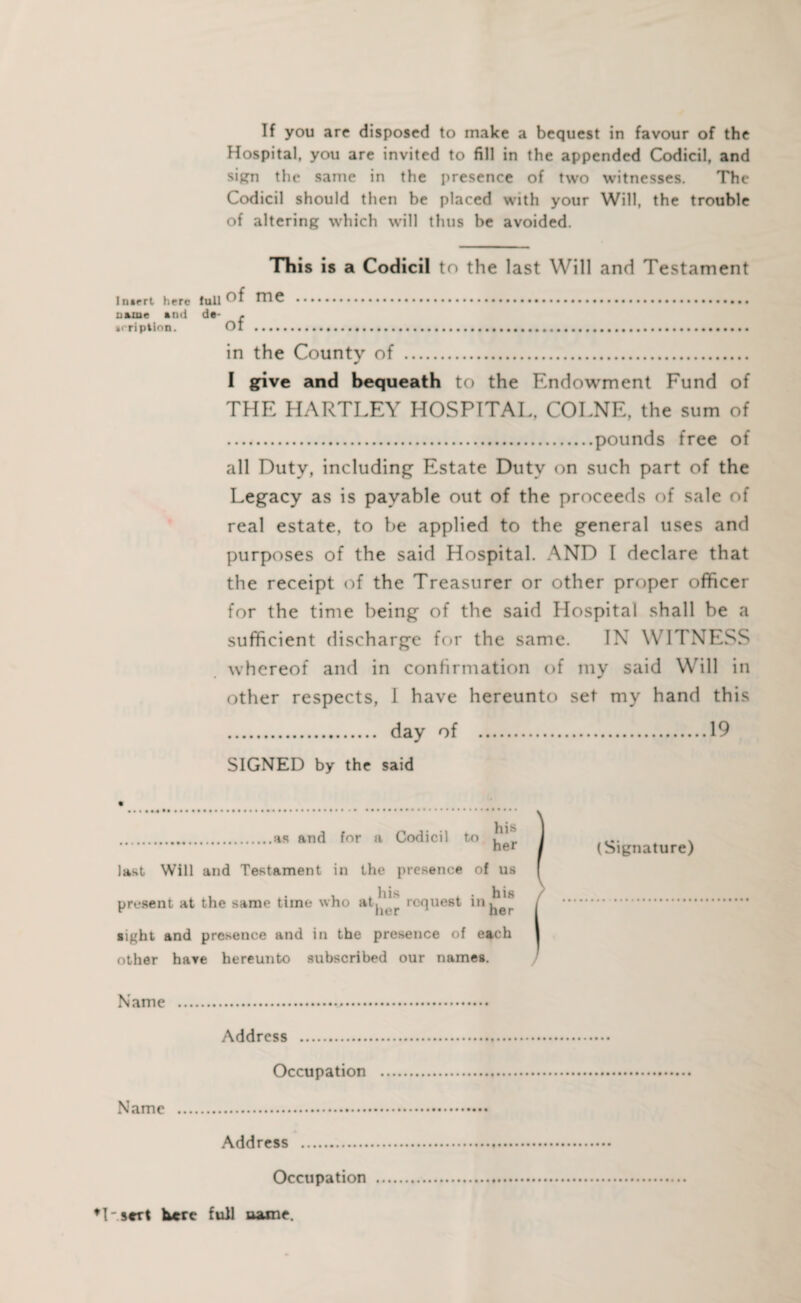 If you are disposed to make a bequest in favour of the
Hospital, you are invited to fill in the appended Codicil, and
sign the same in the presence of two witnesses. The
Codicil should then be placed with your Will, the trouble
of altering which will thus be avoided.
This is a Codicil to the last Will and Testament
Insert here full
name and de-
scription.
of me ........................................
of ........................................
in the County of ........................................
I give and bequeath to the Endowment Fund of
THE HARTLEY HOSPITAL, COLNE, the sum of
........................................pounds free of
all Duty, including Estate Duty on such part of the
Legacy as is payable out of the proceeds of sale of
real estate, to be applied to the general uses and
purposes of the said Hospital. AND I declare that
the receipt of the Treasurer or other proper officer
for the time being of the said Hospital shall be a
sufficient discharge for the same. IN WITNESS
whereof and in confirmation of my said Will in
other respects, I have hereunto set my hand this
.................... day of ..............................19
SIGNED by the said
*........................................
....................as and for a Codicil to his her
last Will and Testament in the presence of us
present at the same time who at his her request in his her
sight and presence and in the presence of each
other have hereunto subscribed our names.
(Signature)
..............................
Name ........................................
Address ........................................
Occupation ........................................
Name ........................................
Address ........................................
Occupation ........................................
*I-sert here full name.